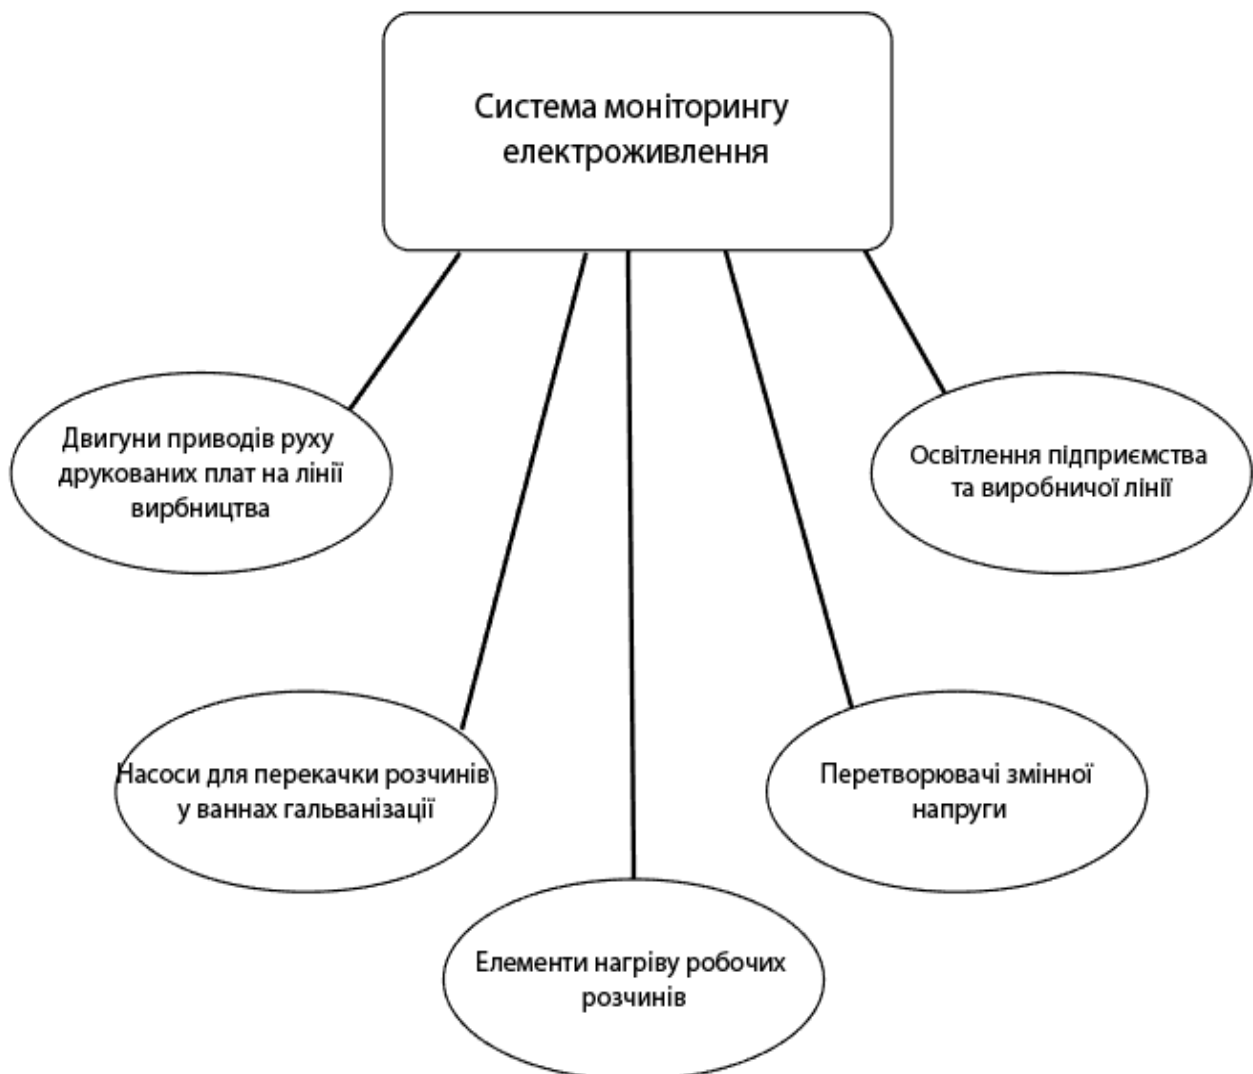 Система моніторингу
електроживлення
Двигуни приводів руху
друкованих плат на лінії
вирбництва
Освітлення підприємства
та виробничої лінії
Насоси для перекачки розчинів
у ваннах гальванізації
Перетворювачі змінної
напруги
Елементи нагріву робочих
розчинів